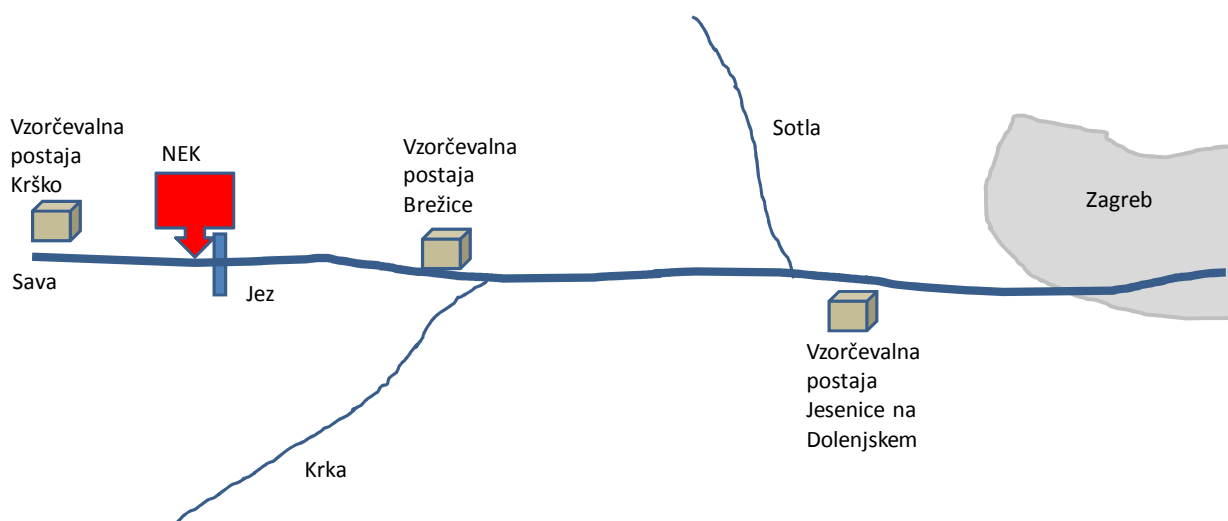 Vzorčevalna
postaja
Krško
NEK
Vzorčevalna
postaja
Brežice
Sotla
Zagreb
Sava
Jez
Vzorčevalna
postaja
Jesenice na
Dolenjskem
Krka